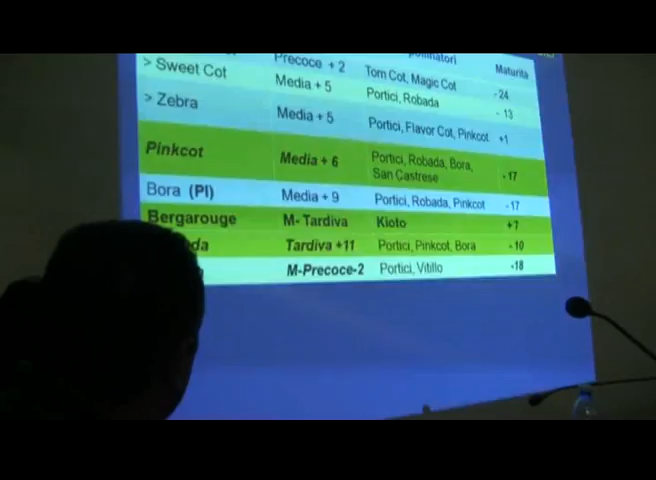 pollinatori
Precoce + 2 Maturità
> Sweet Cot Tom Cot, Magic Cot - 24
Media + 5 Portici, Robada - 13
> Zebra Media + 5 Portici, Flavor Cot, Pinkcot +1
Pinkcot Media + 6 Portici, Robada, Bora,
San Castrese - 17
Bora (PI) Media + 9 Portici, Robada, Pinkcot -17
Bergarouge M- Tardiva Kioto +7
Tardiva +11 Portici, Pinkcot, Bora - 10
M-Precoce-2 Portici, Vitillo -18